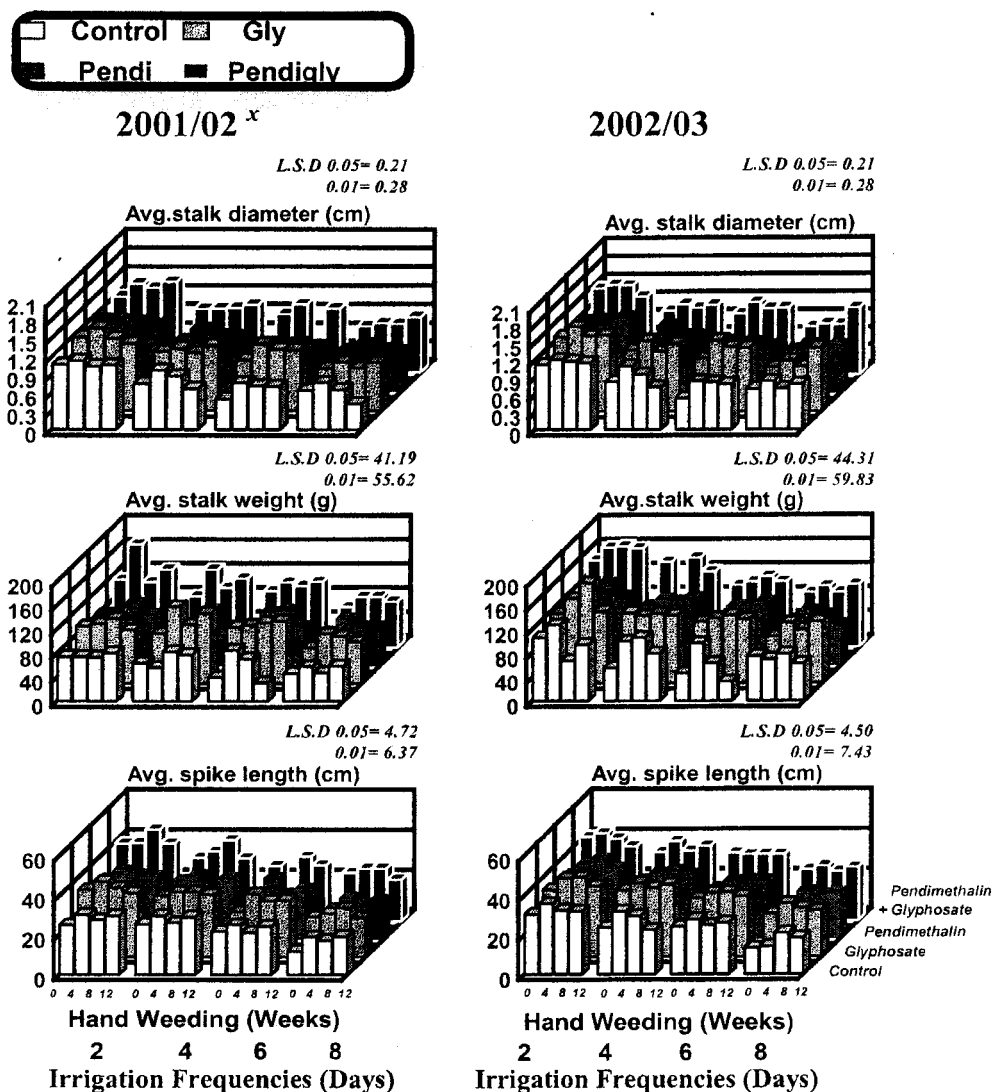 Control Gly
Pendi Pendigly
2001/02 x
2002/03
L.S.D 0.05= 0.21
0.01= 0.28
L.S.D 0.05= 0.21
0.01= 0.28
Avg.stalk diameter (cm)
Avg.stalk diameter (cm)
2.1
1.8
1.5
1.2
0.9
0.6
0.3
0
2.1
1.8
1.5
1.2
0.9
0.6
0.3
0
L.S.D 0.05= 41.19
0.01= 55.62
L.S.D 0.05= 44.31
0.01= 59.83
Avg. stalk weight (g)
Avg.stalk weight (g)
200
160
120
80
40
0
200
160
120
80
40
0
L.S.D 0.05= 4.72
0.01= 6.37
L.S.D 0.05= 4.50
0.01= 7.43
Avg. spike length (cm)
Avg. spike length (cm)
60
40
20
0
60
40
20
0
Pendimethalin
+ Glyphosate
Pendimethalin
Glyphosate
Control
0 4 8 12 0 4 8 12 0 4 8 12 0 4 8 12
0 4 8 12 0 4 8 12 0 4 8 12 0 4 8 12
Hand Weeding (Weeks)
Hand Weeding (Weeks)
2 4 6 8
2 4 6 8
Irrigation Frequencies (Days)
Irrigation Frequencies (Days)